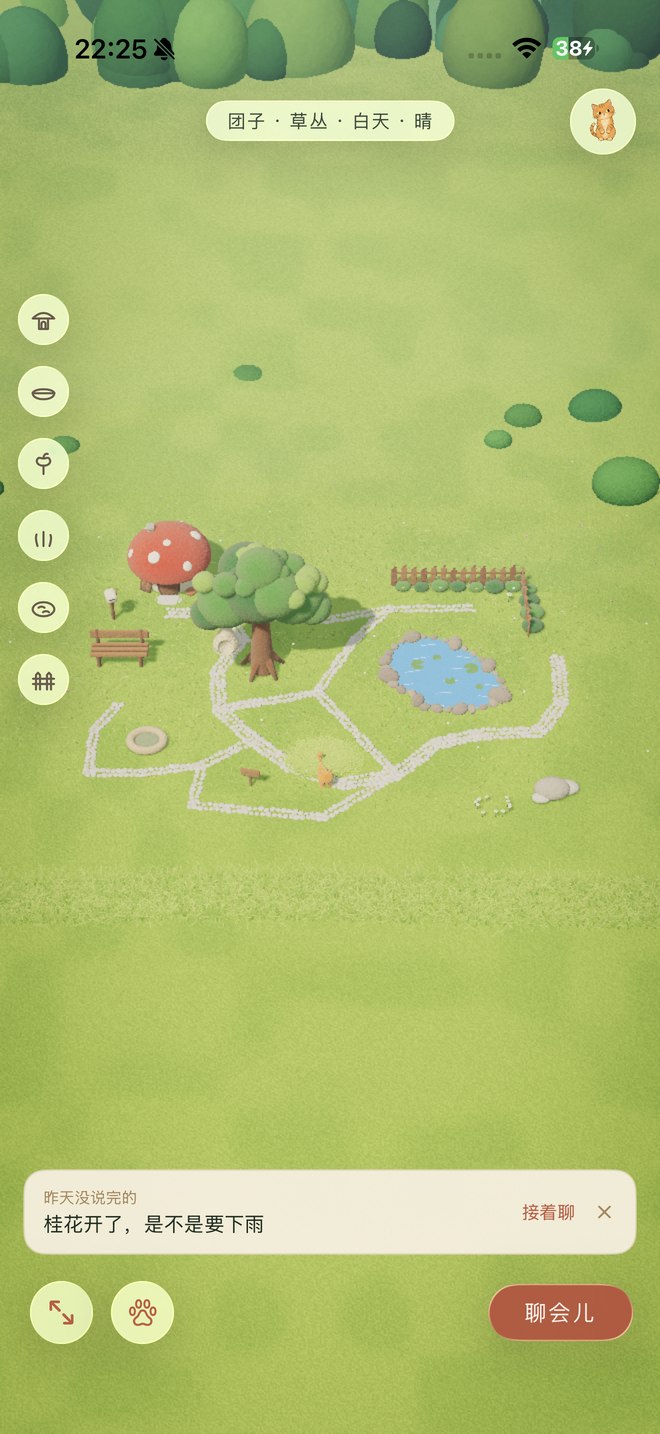 22:25
38
团子 · 草丛 · 白天 · 晴
昨天没说完的
桂花开了，是不是要下雨
接着聊
聊会儿